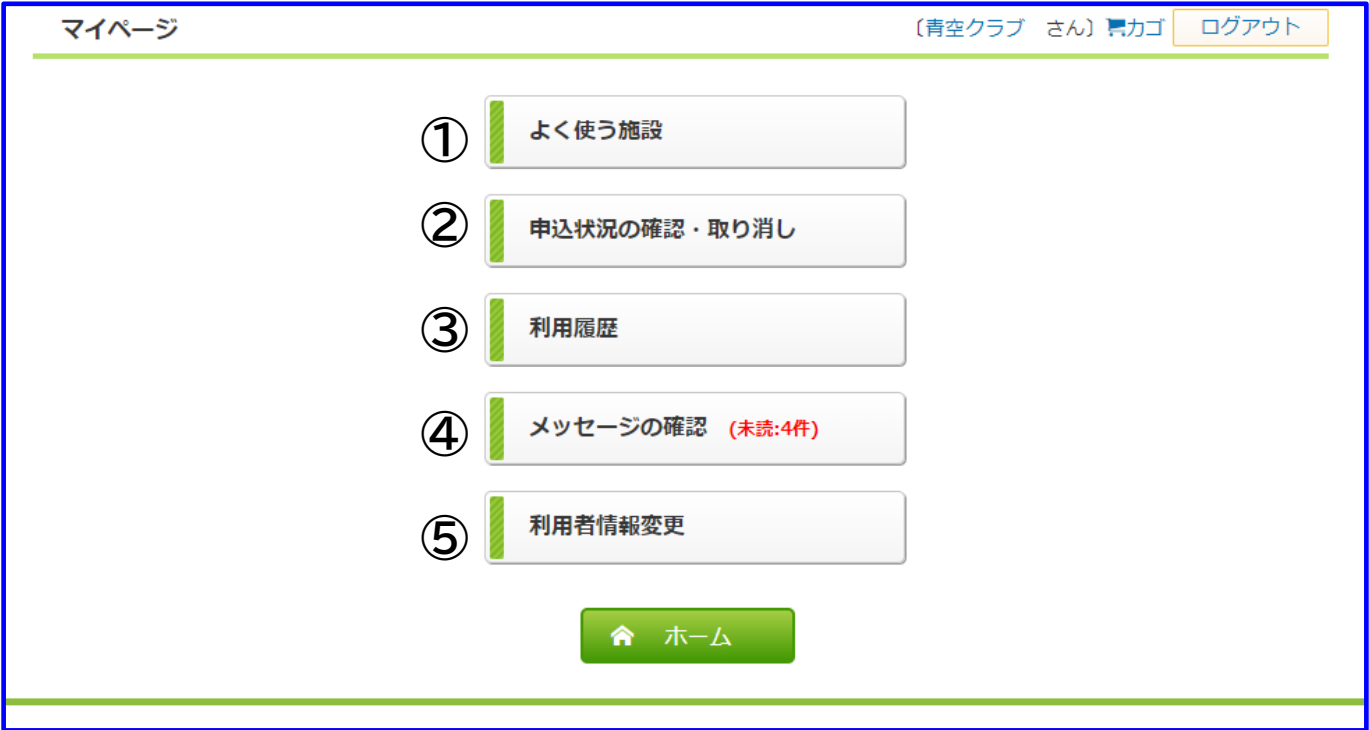 マイページ
〔青空クラブ　さん〕カゴ ログアウト
① よく使う施設
② 申込状況の確認・取り消し
③ 利用履歴
④ メッセージの確認 (未読:4件)
⑤ 利用者情報変更
ホーム